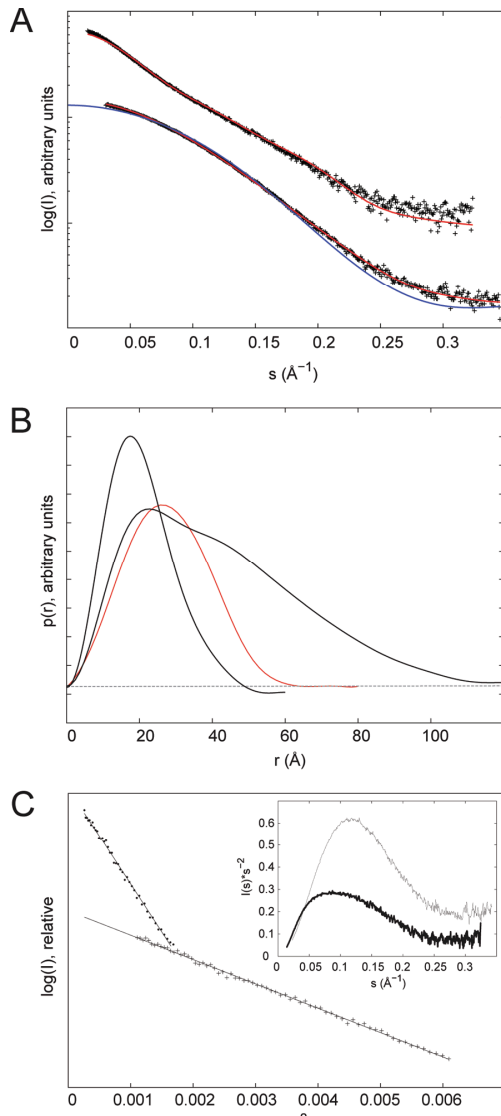 A
log(I), arbitrary units
0 0.05 0.1 0.15 0.2 0.25 0.3
s (Å⁻¹)
B
p(r), arbitrary units
0 20 40 60 80 100
r (Å)
C
log(I), relative
I(s)*s⁻²
0.6
0.5
0.4
0.3
0.2
0.1
0
0 0.05 0.1 0.15 0.2 0.25 0.3
s (Å⁻¹)
0 0.001 0.002 0.003 0.004 0.005 0.006